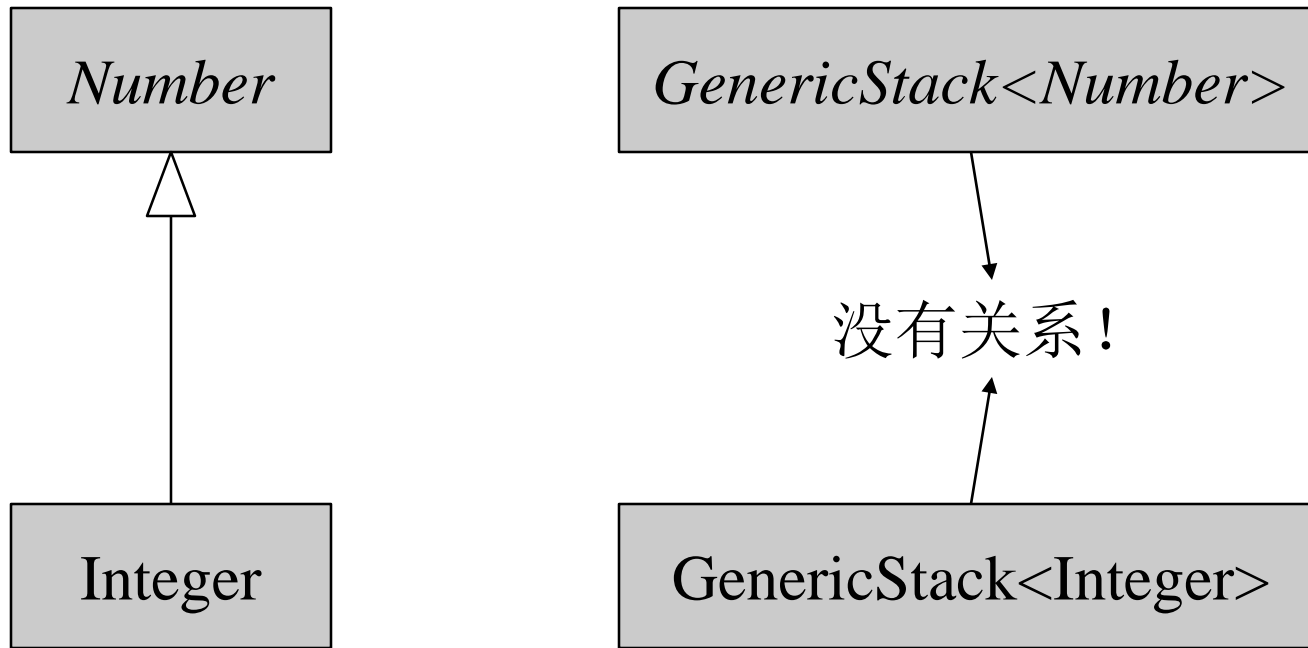 Number
GenericStack<Number>
没有关系！
Integer
GenericStack<Integer>